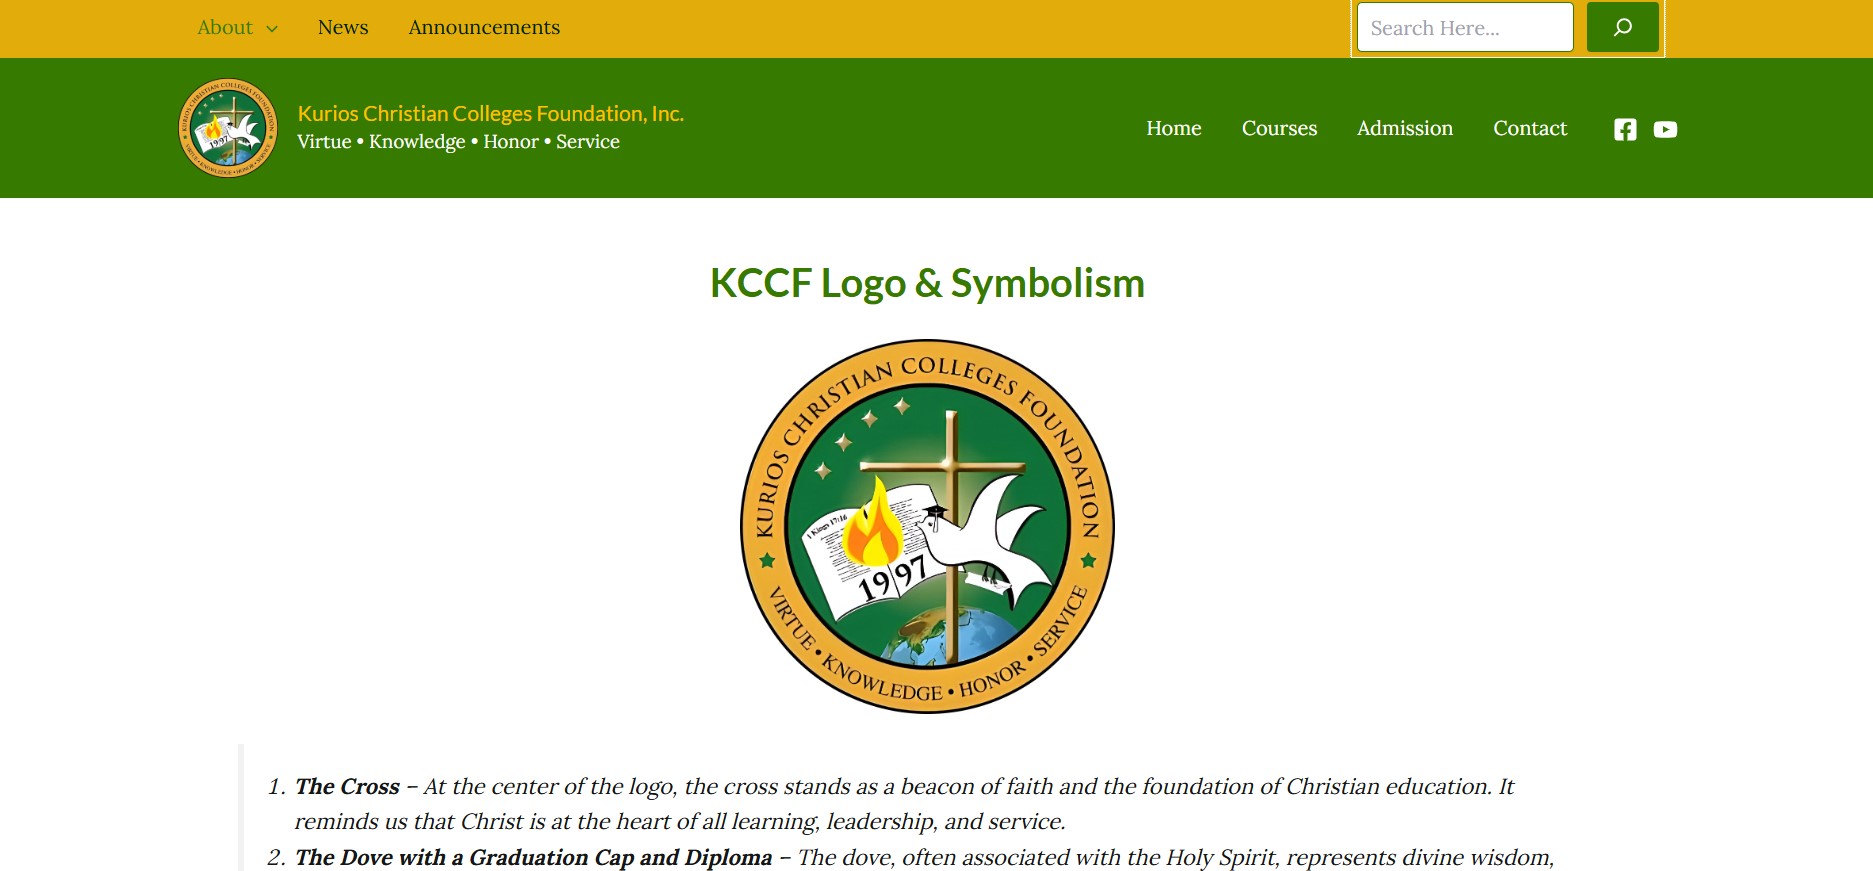 About
News
Announcements
Search Here...
Kurios Christian Colleges Foundation, Inc.
Virtue • Knowledge • Honor • Service
Home
Courses
Admission
Contact
KCCF Logo & Symbolism
KURIOS CHRISTIAN COLLEGES FOUNDATION
1 Kings 17:16
1997
VIRTUE • KNOWLEDGE • HONOR • SERVICE
1. The Cross – At the center of the logo, the cross stands as a beacon of faith and the foundation of Christian education. It
reminds us that Christ is at the heart of all learning, leadership, and service.
2. The Dove with a Graduation Cap and Diploma – The dove, often associated with the Holy Spirit, represents divine wisdom,